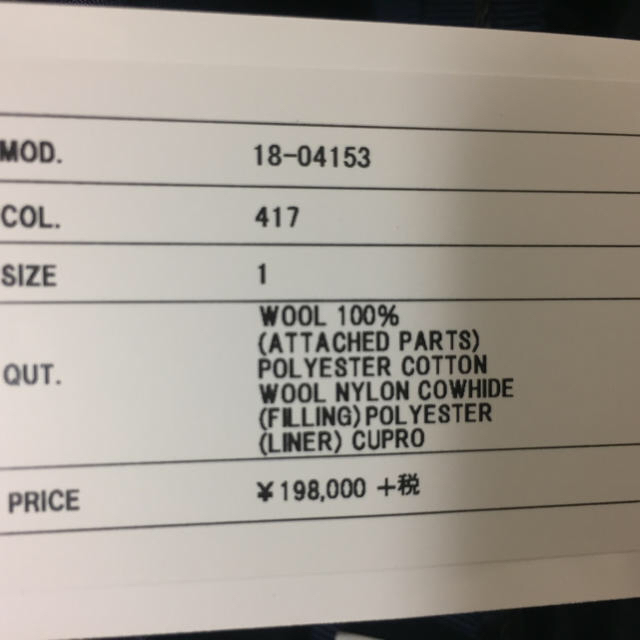 MOD. 18-04153
COL. 417
SIZE 1
QUT. WOOL 100%
(ATTACHED PARTS)
POLYESTER COTTON
WOOL NYLON COWHIDE
(FILLING)POLYESTER
(LINER) CUPRO
PRICE ¥198,000 +税